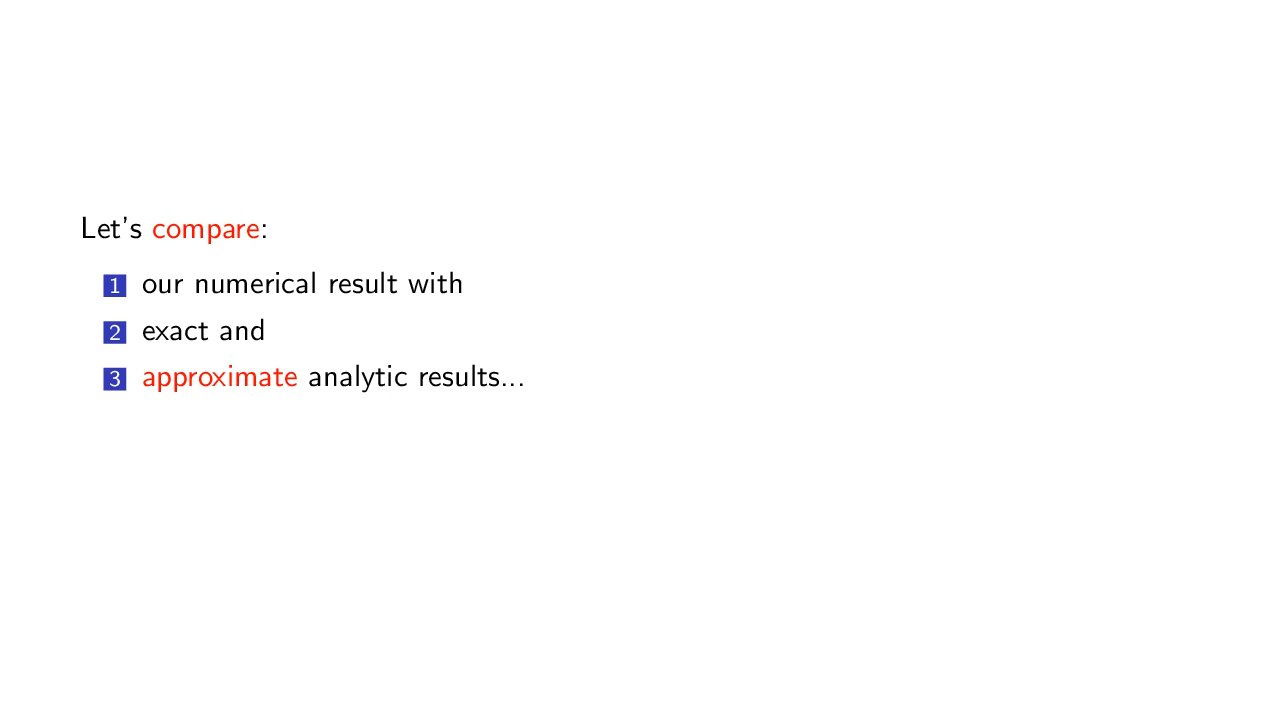 Let's compare:
1 our numerical result with
2 exact and
3 approximate analytic results...